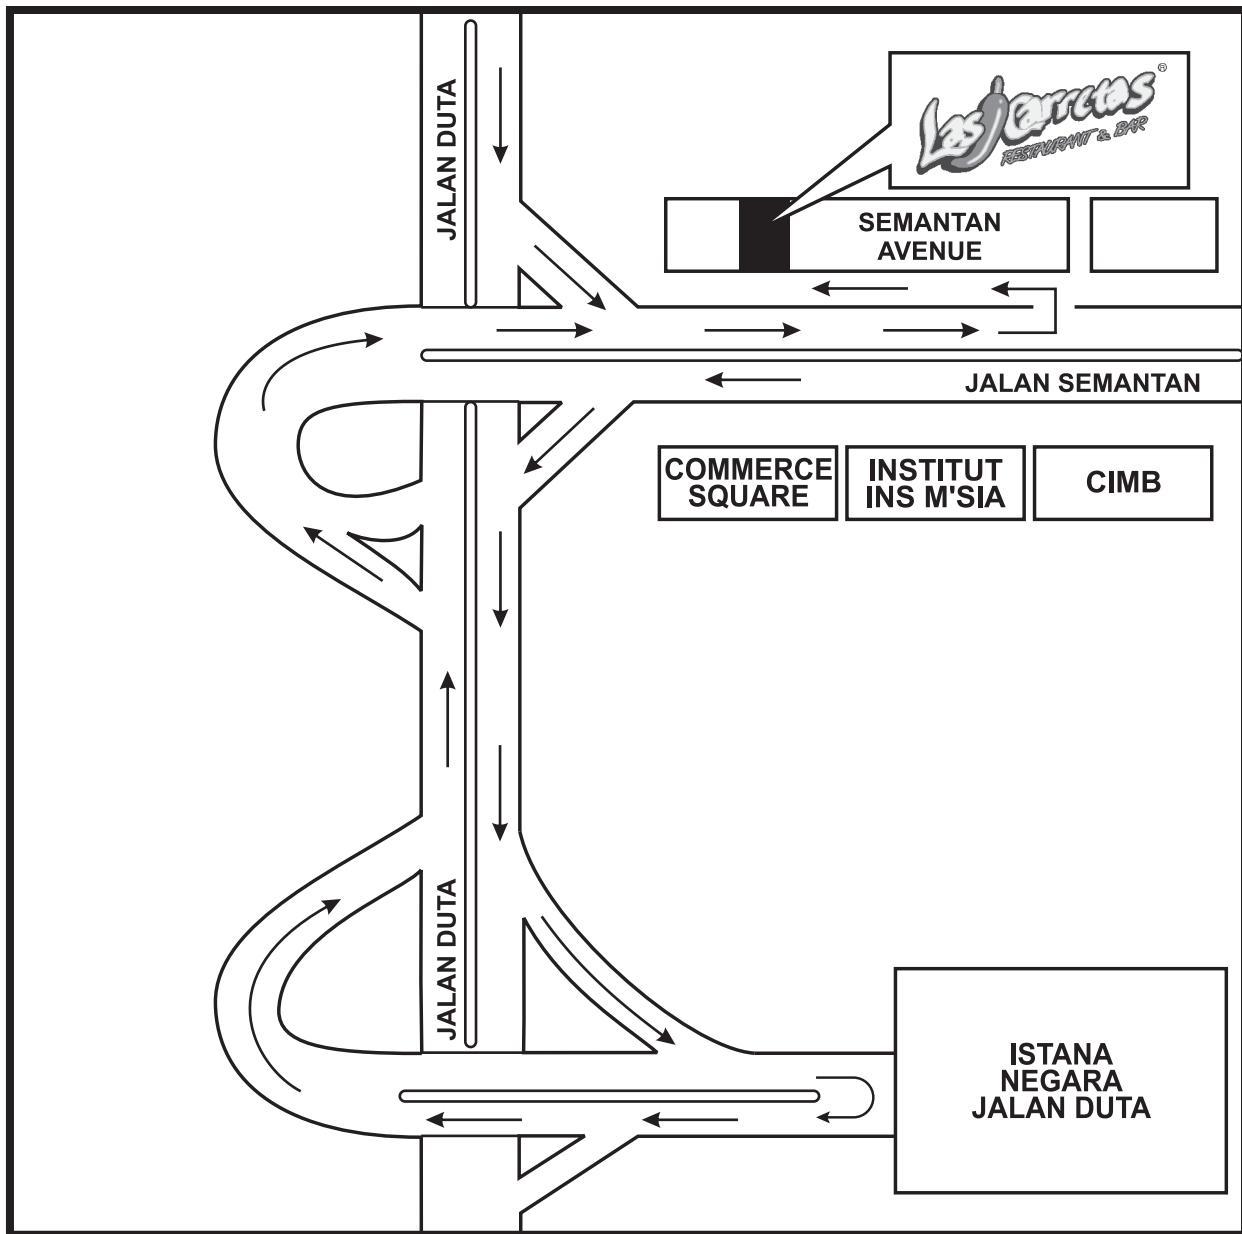 JALAN DUTA
Las Carretas ®
RESTAURANT & BAR
SEMANTAN
AVENUE
JALAN SEMANTAN
COMMERCE
SQUARE
INSTITUT
INS M'SIA
CIMB
JALAN DUTA
ISTANA
NEGARA
JALAN DUTA